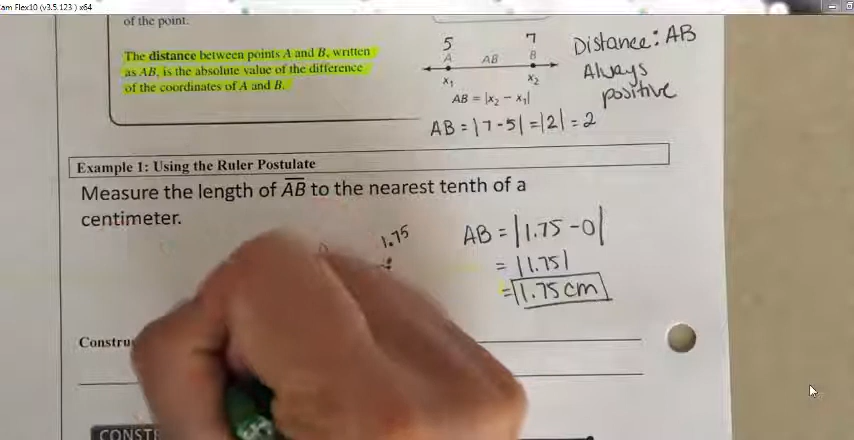 am Flex10 (v3.5.123 ) x64
of the point.
The distance between points A and B, written
as AB, is the absolute value of the difference
of the coordinates of A and B.
5 7
A AB B
x₁ x₂
AB = |x₂ − x₁|
AB = |7-5| = |2| = 2
Distance: AB
Always
positive
Example 1: Using the Ruler Postulate
Measure the length of A̅B̅ to the nearest tenth of a
centimeter.
0 1.75
AB = |1.75 - 0|
= |1.75|
= 1.75 cm
Constru
CONST